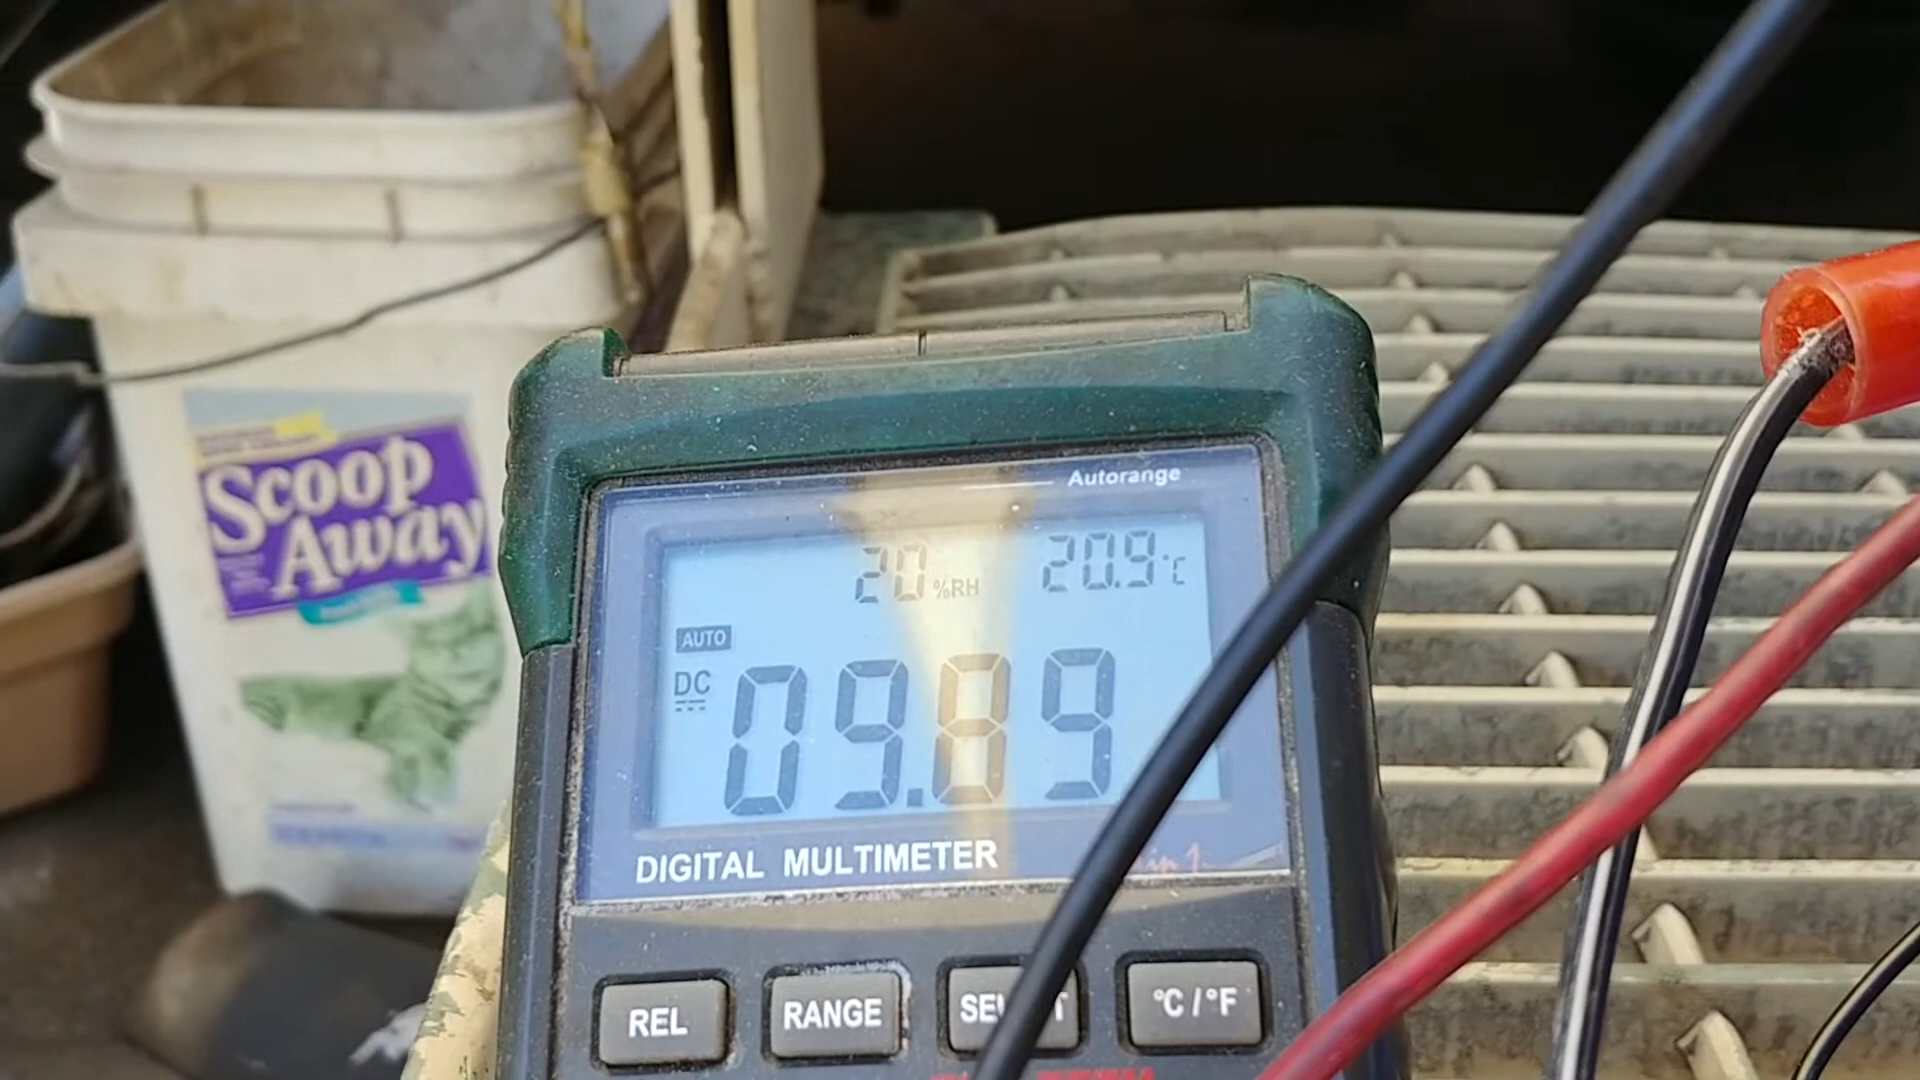 Scoop
Away
Autorange
20 %RH 20.9 °C
AUTO
DC
09.89
DIGITAL MULTIMETER
REL RANGE °C / °F